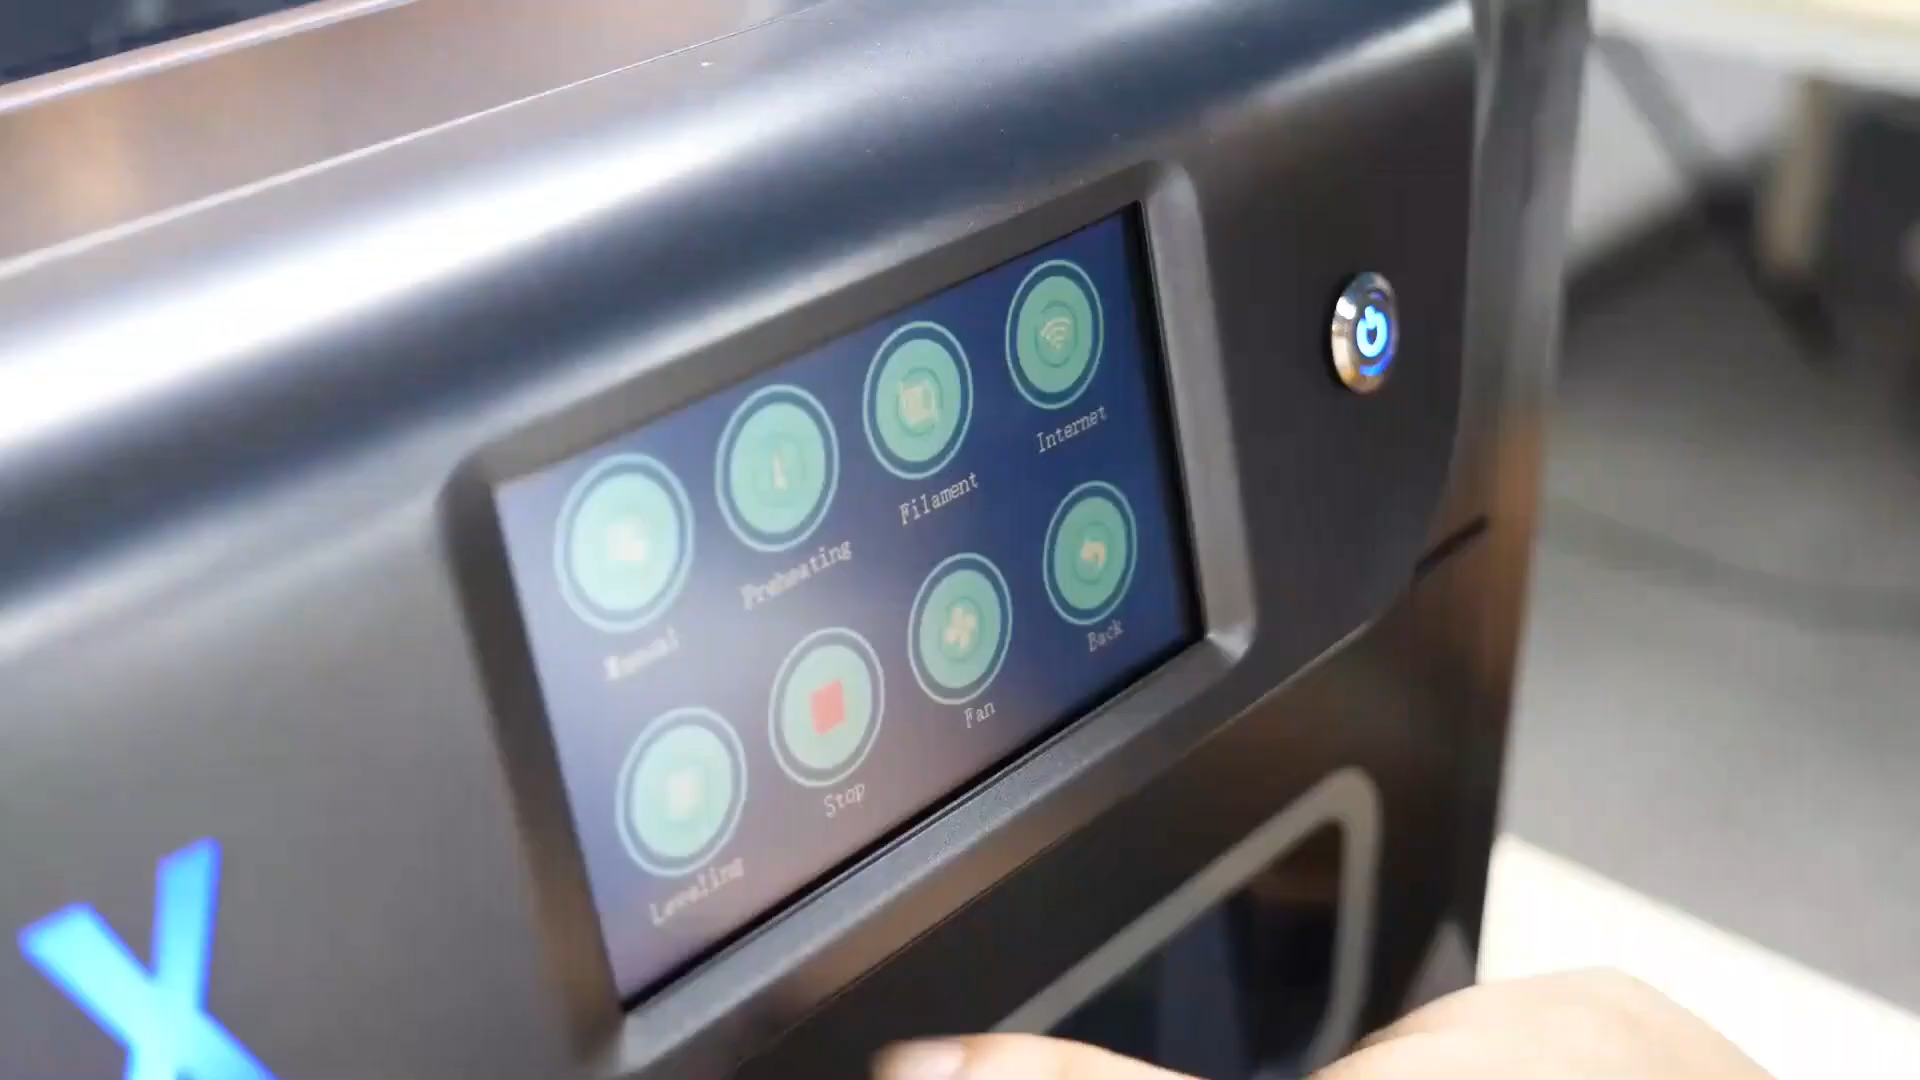 Manual
Preheating
Filament
Internet
Leveling
Stop
Fan
Back
X